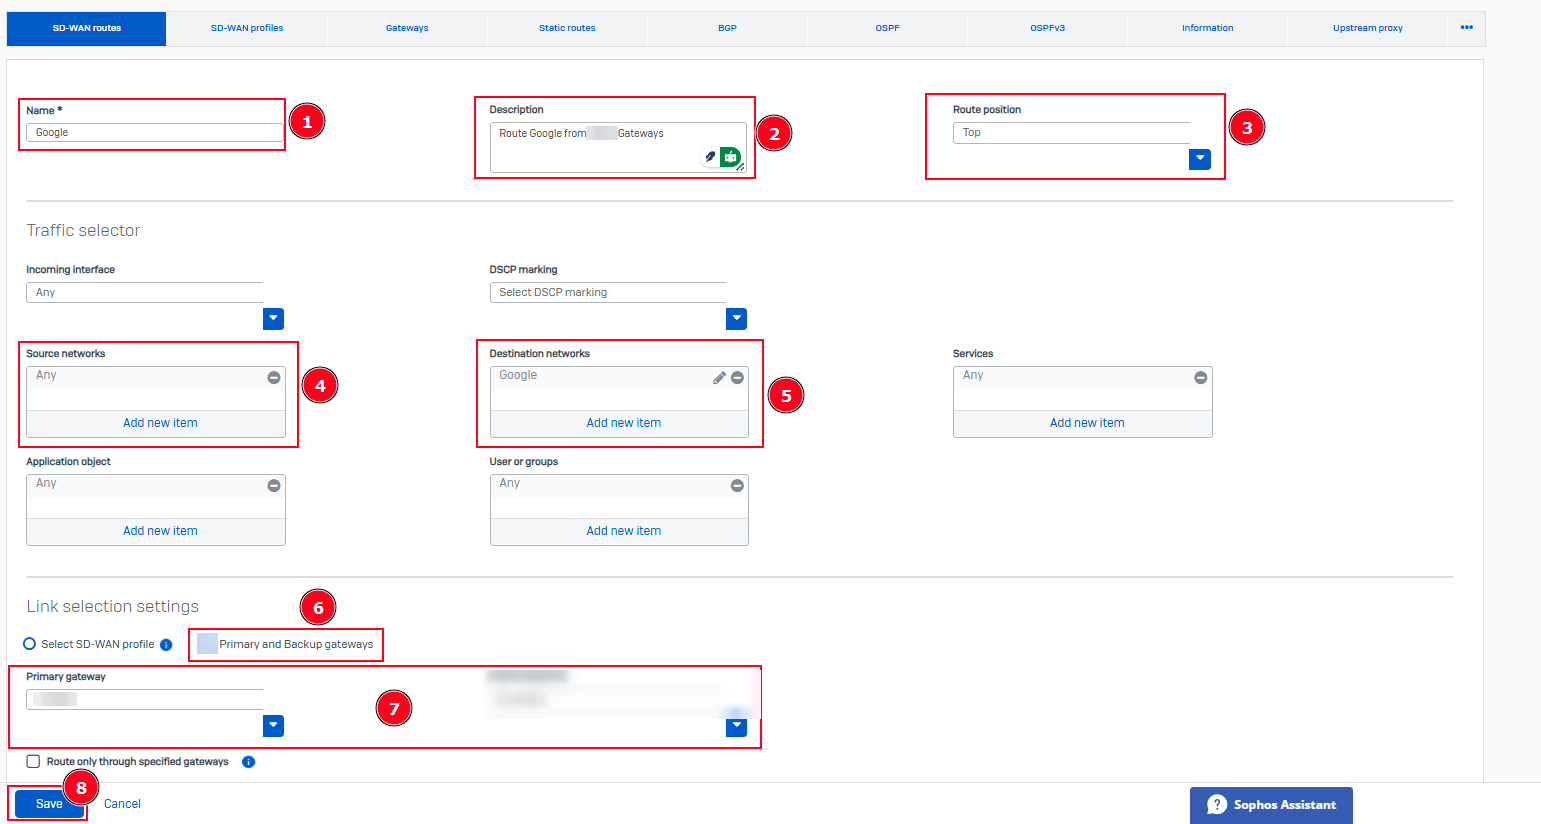 SD-WAN routes SD-WAN profiles Gateways Static routes BGP OSPF OSPFv3 Information Upstream proxy •••
Name * 1 Description 2 Route position 3
Google Route Google from Gateways Top
Traffic selector
Incoming interface DSCP marking
Any Select DSCP marking
Source networks 4 Destination networks 5 Services
Any Google Any
Add new item Add new item Add new item
Application object User or groups
Any Any
Add new item Add new item
Link selection settings 6
Select SD-WAN profile i Primary and Backup gateways
Primary gateway
7
Route only through specified gateways i
8
Save Cancel ? Sophos Assistant